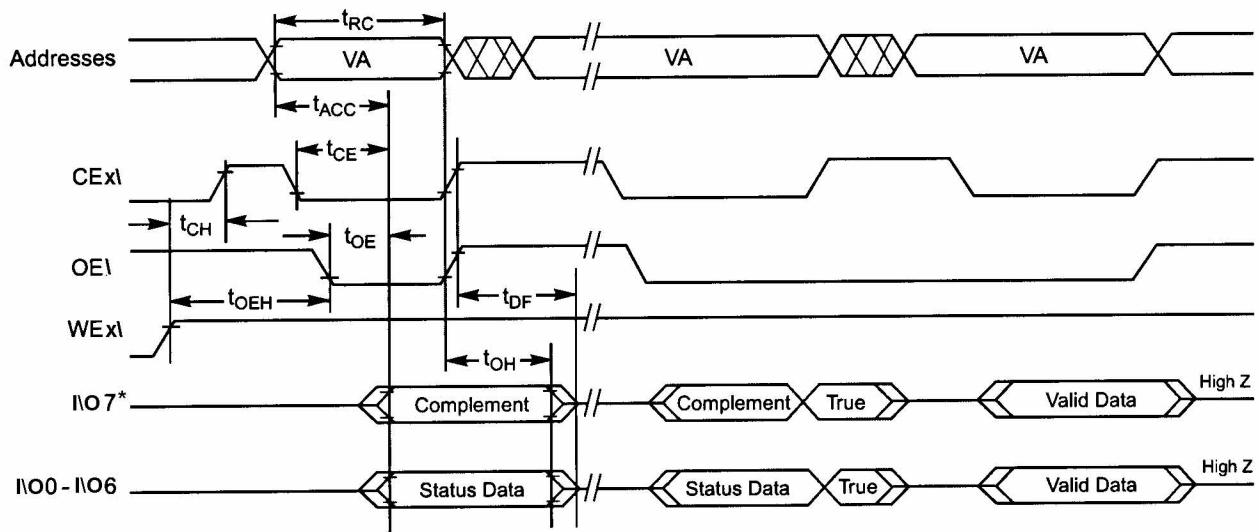 tRC
Addresses VA VA VA
tACC
tCE
CEx\
tCH
tOE
OE\
tOEH
tDF
WEx\
tOH
I\O7* Complement Complement True Valid Data High Z
I\O0 - I\O6 Status Data Status Data True Valid Data High Z